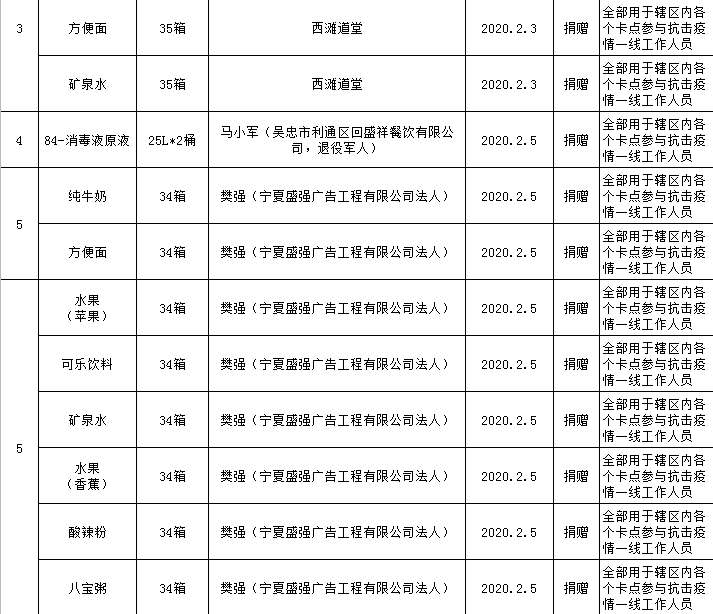 3 方便面 35箱 西滩道堂 2020.2.3 捐赠 全部用于辖区内各
个卡点参与抗击疫
情一线工作人员
矿泉水 35箱 西滩道堂 2020.2.3 捐赠 全部用于辖区内各
个卡点参与抗击疫
情一线工作人员
4 84-消毒液原液 25L*2桶 马小军（吴忠市利通区回盛祥餐饮有限公
司，退役军人） 2020.2.5 捐赠 全部用于辖区内各
个卡点参与抗击疫
情一线工作人员
5 纯牛奶 34箱 樊强（宁夏盛强广告工程有限公司法人） 2020.2.5 捐赠 全部用于辖区内各
个卡点参与抗击疫
情一线工作人员
方便面 34箱 樊强（宁夏盛强广告工程有限公司法人） 2020.2.5 捐赠 全部用于辖区内各
个卡点参与抗击疫
情一线工作人员
5 水果
（苹果） 34箱 樊强（宁夏盛强广告工程有限公司法人） 2020.2.5 捐赠 全部用于辖区内各
个卡点参与抗击疫
情一线工作人员
可乐饮料 34箱 樊强（宁夏盛强广告工程有限公司法人） 2020.2.5 捐赠 全部用于辖区内各
个卡点参与抗击疫
情一线工作人员
矿泉水 34箱 樊强（宁夏盛强广告工程有限公司法人） 2020.2.5 捐赠 全部用于辖区内各
个卡点参与抗击疫
情一线工作人员
水果
（香蕉） 34箱 樊强（宁夏盛强广告工程有限公司法人） 2020.2.5 捐赠 全部用于辖区内各
个卡点参与抗击疫
情一线工作人员
酸辣粉 34箱 樊强（宁夏盛强广告工程有限公司法人） 2020.2.5 捐赠 全部用于辖区内各
个卡点参与抗击疫
情一线工作人员
八宝粥 34箱 樊强（宁夏盛强广告工程有限公司法人） 2020.2.5 捐赠 全部用于辖区内各
个卡点参与抗击疫
情一线工作人员